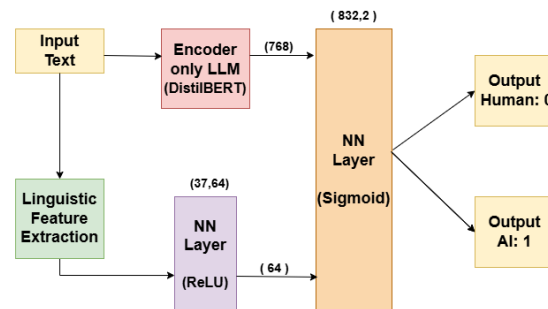 ( 832,2 )
Input
Text
Encoder
only LLM
(DistilBERT)
(768)
Output
Human: 0
NN
Layer
(Sigmoid)
Linguistic
Feature
Extraction
(37,64)
NN
Layer
(ReLU)
( 64 )
Output
AI: 1